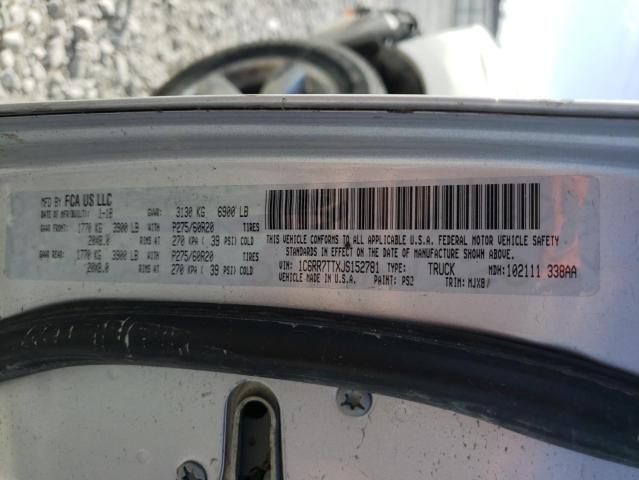 MFD BY FCA US LLC
DATE OF MFR/BUILT: 1-18 GVWR: 3130 KG 6900 LB
GAWR FRONT: 1770 KG 3900 LB P275/60R20 TIRES
20X8.0 RIMS AT 270 KPA ( 39 PSI) COLD
GAWR REAR: 1770 KG 3900 LB P275/60R20 TIRES
20X8.0 RIMS AT 270 KPA ( 39 PSI) COLD
THIS VEHICLE CONFORMS TO ALL APPLICABLE U.S.A. FEDERAL MOTOR VEHICLE SAFETY
STANDARDS IN EFFECT ON THE DATE OF MANUFACTURE SHOWN ABOVE.
VIN: 1C6RR7TTXJS152781 TYPE: TRUCK MDH: 102111 338AA
VEHICLE MADE IN U.S.A. PAINT: PS2 TRIM: MJX8